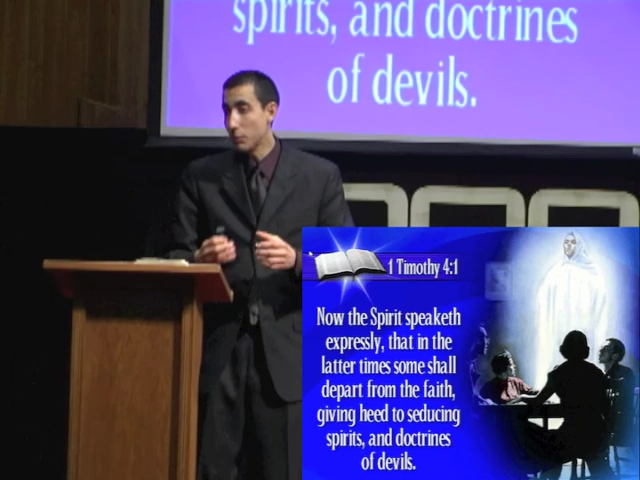 spirits, and doctrines
of devils.
1 Timothy 4:1
Now the Spirit speaketh
expressly, that in the
latter times some shall
depart from the faith,
giving heed to seducing
spirits, and doctrines
of devils.